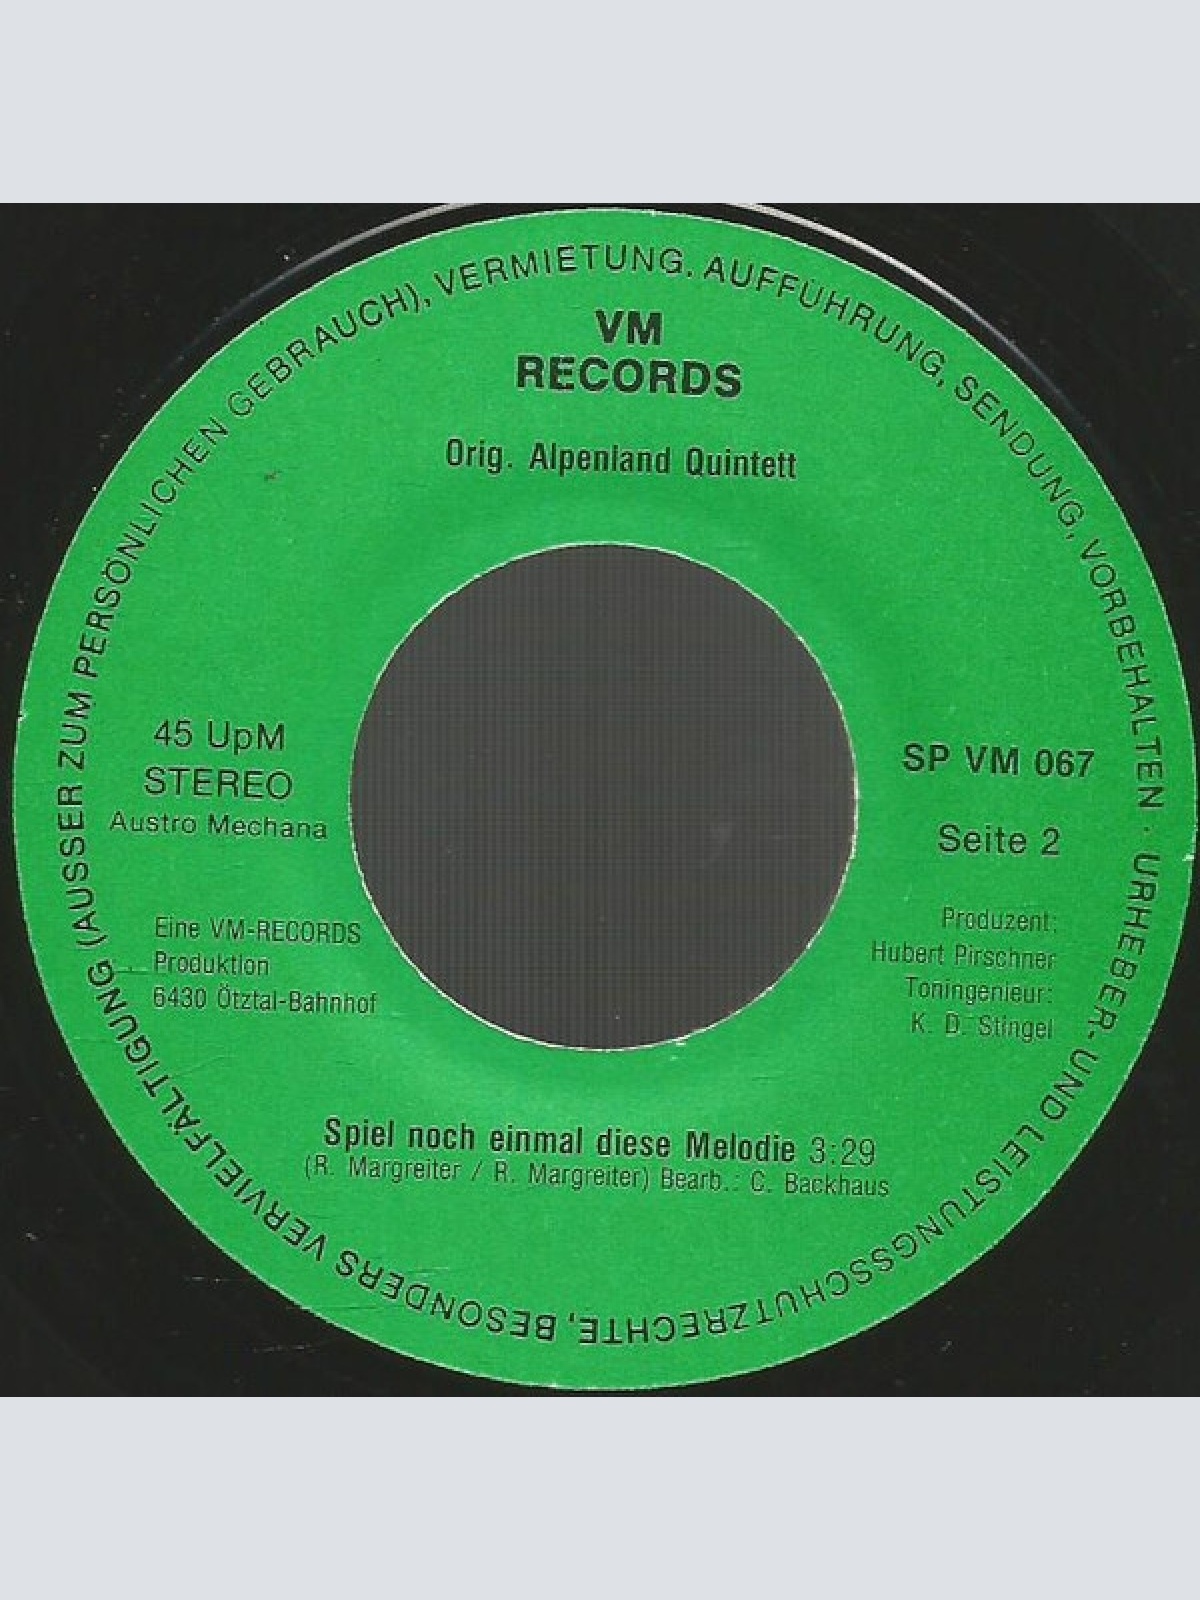 URHEBER- UND LEISTUNGSSCHUTZRECHTE, BESONDERS VERVIELFÄLTIGUNG (AUSSER ZUM PERSÖNLICHEN GEBRAUCH), VERMIETUNG, AUFFÜHRUNG, SENDUNG, VORBEHALTEN ·
VM
RECORDS
Orig. Alpenland Quintett
45 UpM
STEREO
Austro Mechana
Eine VM-RECORDS
Produktion
6430 Ötztal-Bahnhof
SP VM 067
Seite 2
Produzent:
Hubert Pirschner
Toningenieur:
K. D. Stingel
Spiel noch einmal diese Melodie 3:29
(R. Margreiter / R. Margreiter) Bearb.: C. Backhaus